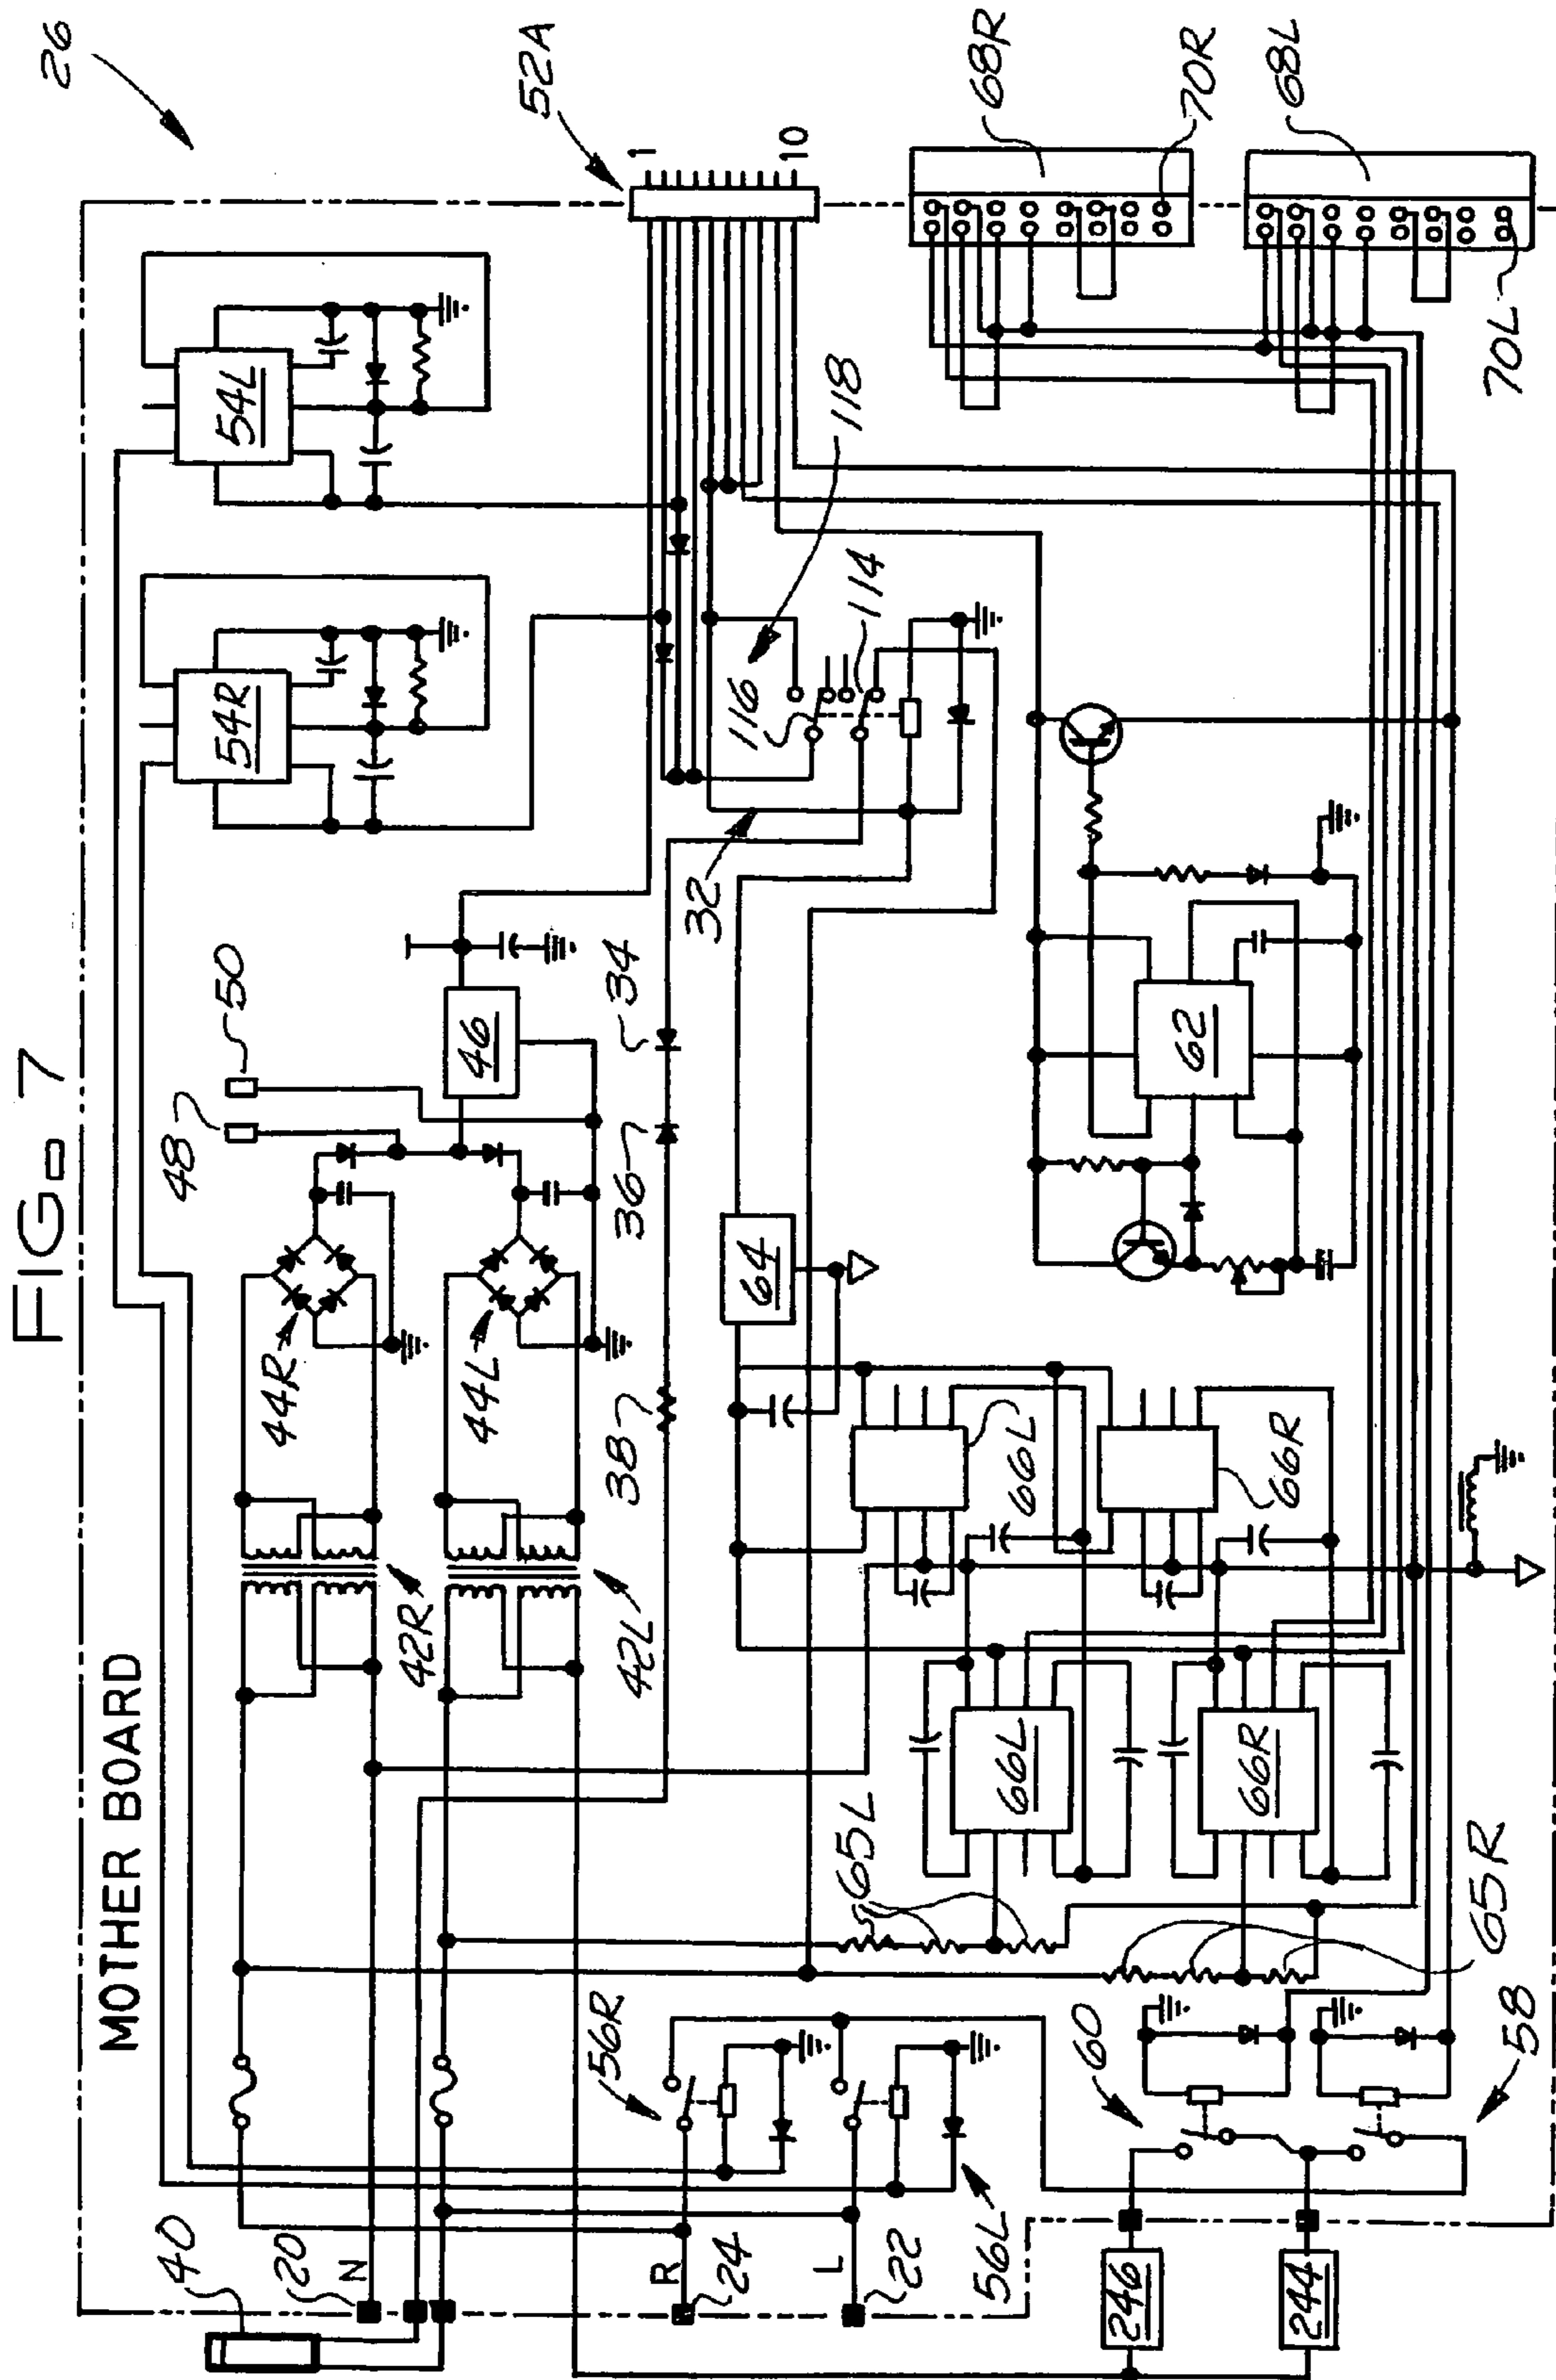 FIG. 7
26
MOTHER BOARD
52A
1
10
54L
54R
50
48
46
44R
44L
42R
42L
40
20
N
34
36
38
32
116
118
114
68R
70R
68L
70L
64
62
66L
66R
66L
66R
65L
65R
56R
56L
R
24
L
22
60
58
246
244